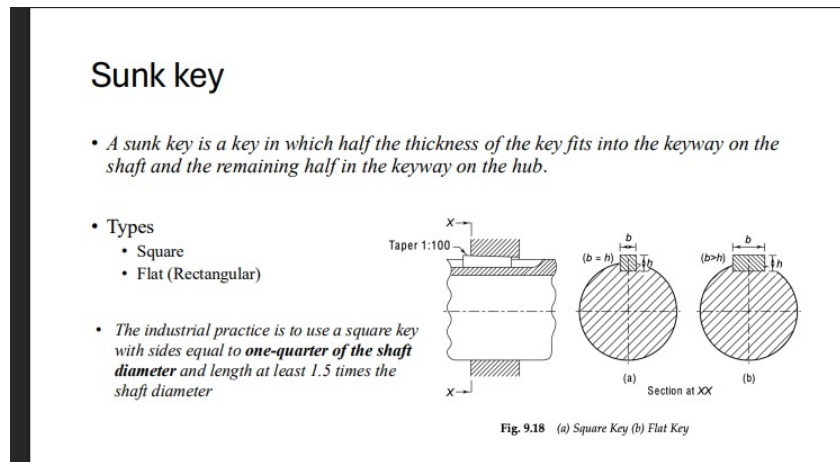 Sunk key
• A sunk key is a key in which half the thickness of the key fits into the keyway on the
shaft and the remaining half in the keyway on the hub.
• Types
• Square
• Flat (Rectangular)
• The industrial practice is to use a square key
with sides equal to one-quarter of the shaft
diameter and length at least 1.5 times the
shaft diameter
X
Taper 1:100
X
b
(b = h)
h
(a)
b
(b>h)
h
(b)
Section at XX
Fig. 9.18 (a) Square Key (b) Flat Key